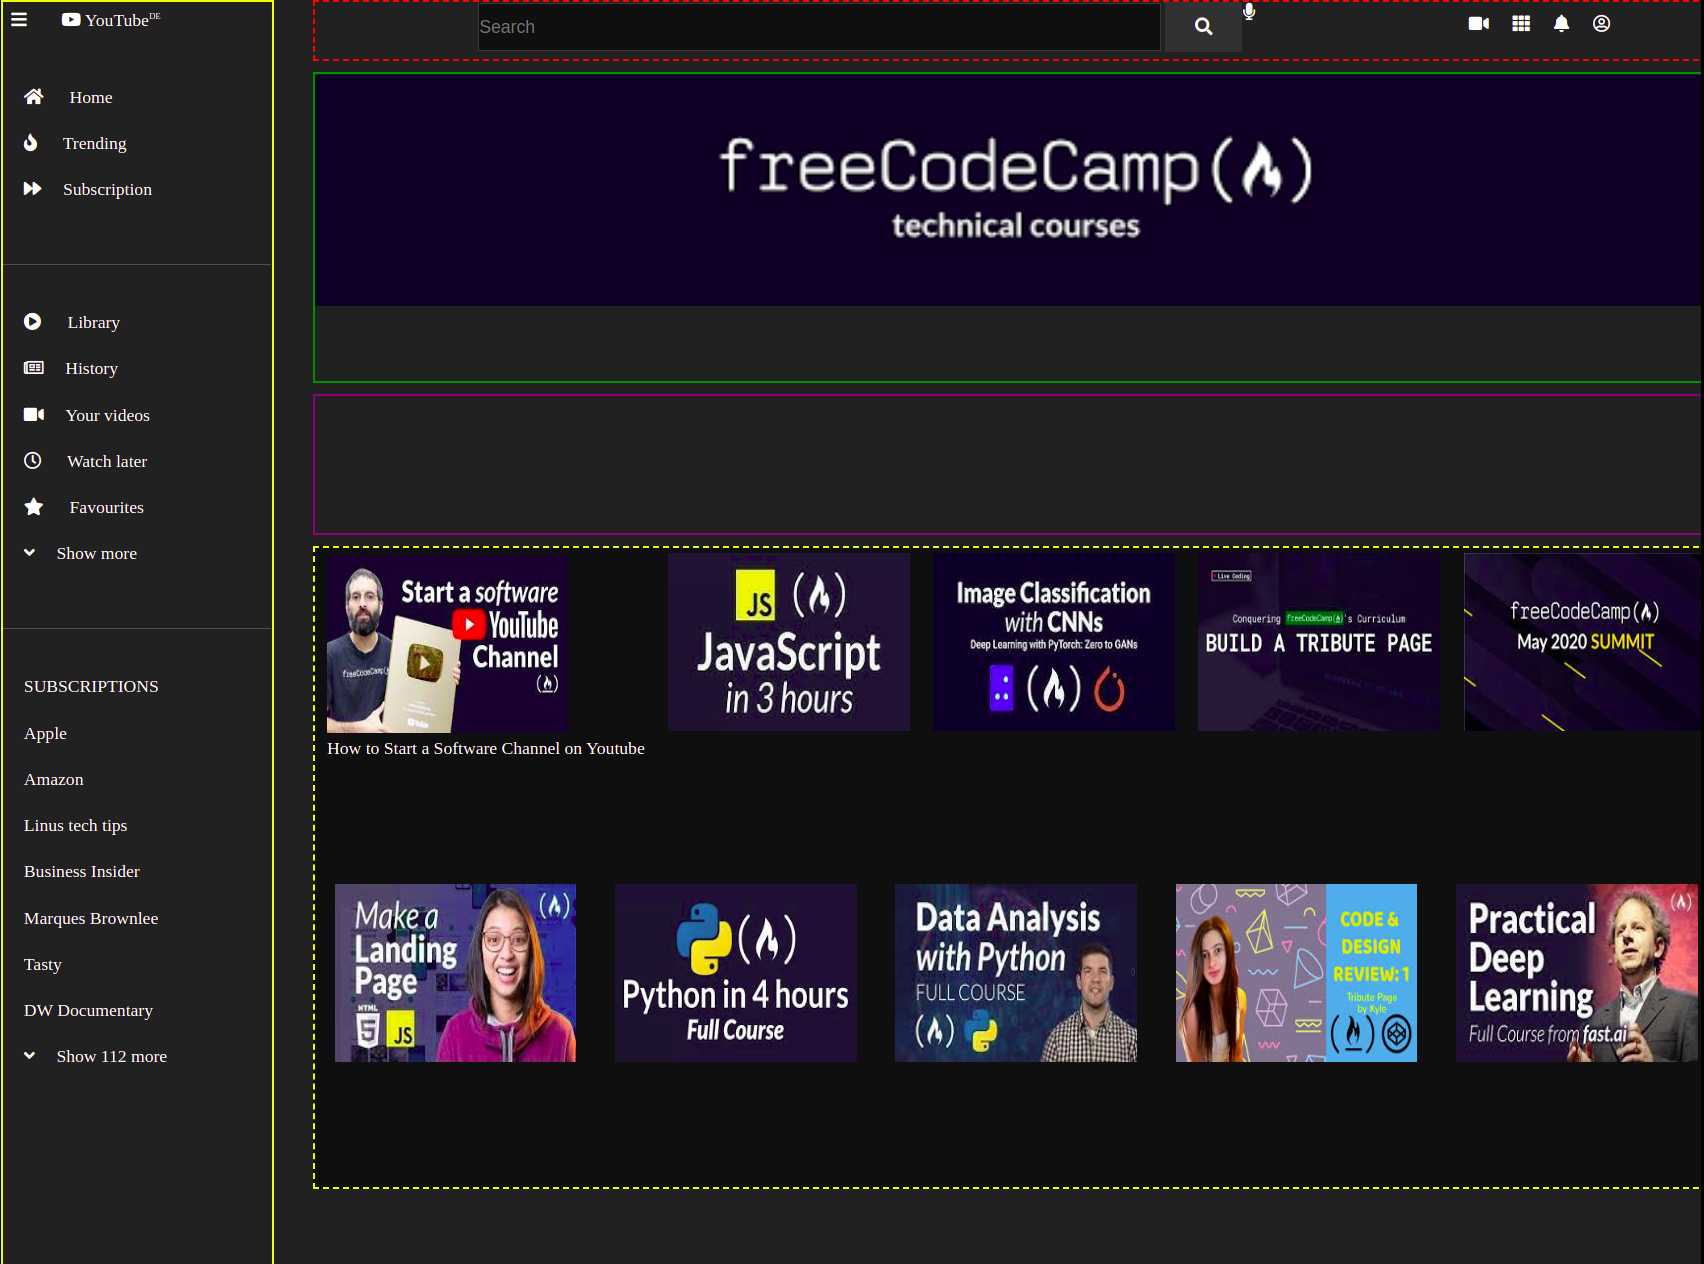 YouTube DE
Search
Home
Trending
Subscription
Library
History
Your videos
Watch later
Favourites
Show more
SUBSCRIPTIONS
Apple
Amazon
Linus tech tips
Business Insider
Marques Brownlee
Tasty
DW Documentary
Show 112 more
freeCodeCamp(🔥)
technical courses
Start a software
YouTube
Channel
freeCodeCamp(
How to Start a Software Channel on Youtube
JS
JavaScript
in 3 hours
Image Classification
with CNNs
Deep Learning with PyTorch: Zero to GANs
Live Coding
Conquering freeCodeCamp(🔥)'s Curriculum
BUILD A TRIBUTE PAGE
freeCodeCamp(🔥)
May 2020 SUMMIT
Make a
Landing
Page
HTML
5 JS
Python in 4 hours
Full Course
Data Analysis
with Python
FULL COURSE
CODE &
DESIGN
REVIEW: 1
Tribute Page
by Kyle
Practical
Deep
Learning
Full Course from fast.ai